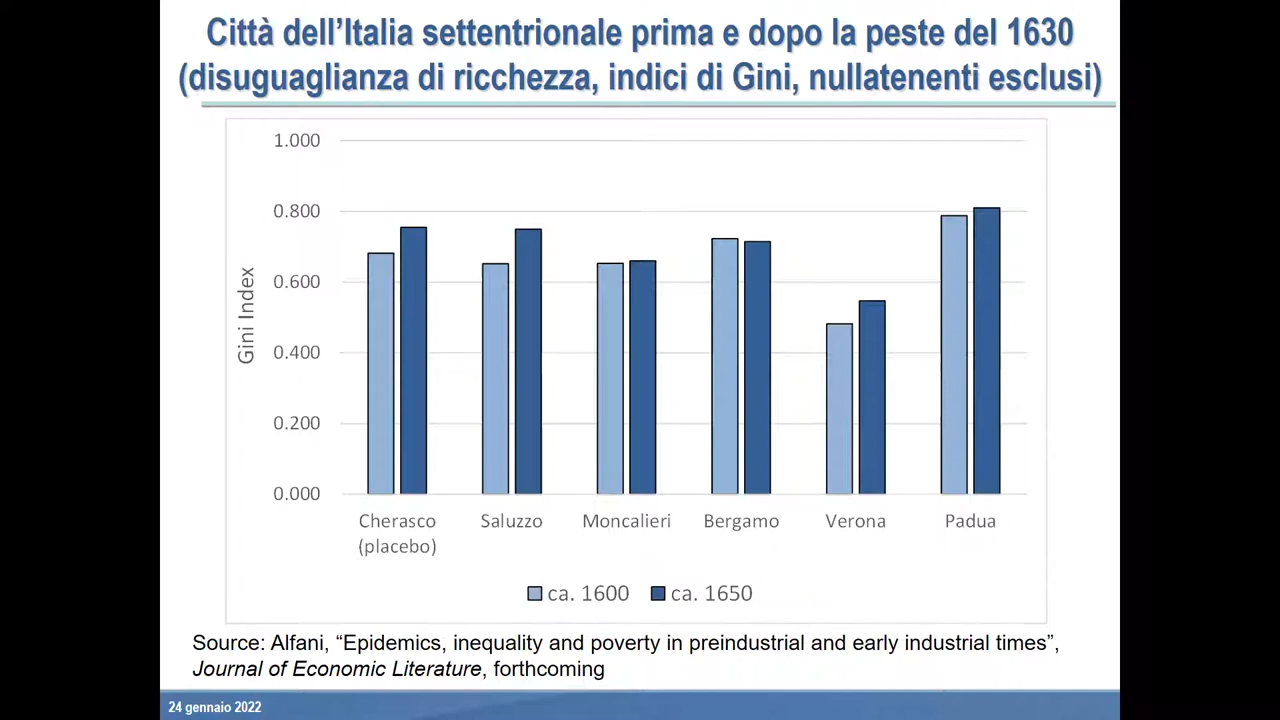 Città dell’Italia settentrionale prima e dopo la peste del 1630
(disuguaglianza di ricchezza, indici di Gini, nullatenenti esclusi)
1.000
0.800
0.600
0.400
0.200
0.000
Gini Index
Cherasco
(placebo)
Saluzzo
Moncalieri
Bergamo
Verona
Padua
ca. 1600
ca. 1650
Source: Alfani, “Epidemics, inequality and poverty in preindustrial and early industrial times”,
Journal of Economic Literature, forthcoming
24 gennaio 2022